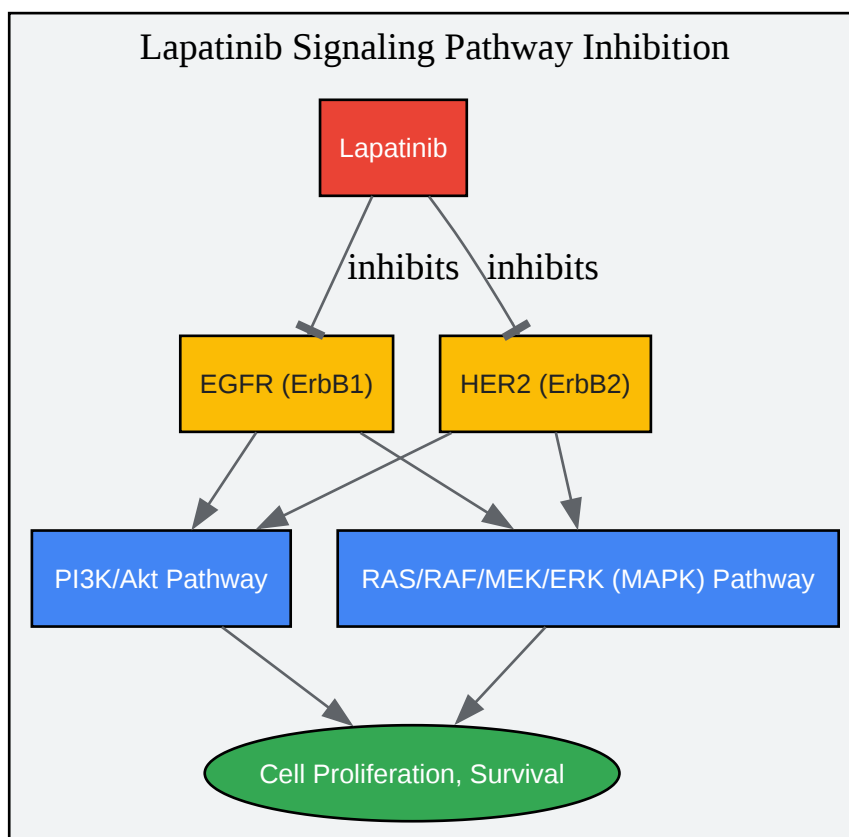 Lapatinib Signaling Pathway Inhibition
Lapatinib
inhibits
inhibits
EGFR (ErbB1)
HER2 (ErbB2)
PI3K/Akt Pathway
RAS/RAF/MEK/ERK (MAPK) Pathway
Cell Proliferation, Survival